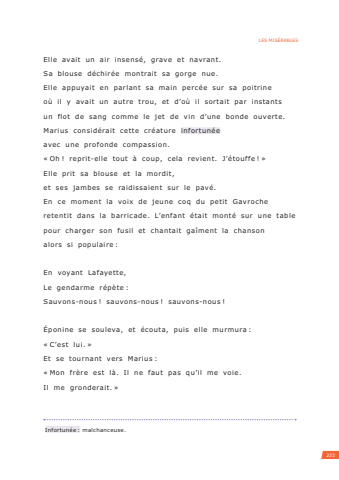 LES MISÉRABLES
Elle avait un air insensé, grave et navrant.
Sa blouse déchirée montrait sa gorge nue.
Elle appuyait en parlant sa main percée sur sa poitrine
où il y avait un autre trou, et d’où il sortait par instants
un flot de sang comme le jet de vin d’une bonde ouverte.
Marius considérait cette créature infortunée
avec une profonde compassion.
« Oh ! reprit-elle tout à coup, cela revient. J’étouffe ! »
Elle prit sa blouse et la mordit,
et ses jambes se raidissaient sur le pavé.
En ce moment la voix de jeune coq du petit Gavroche
retentit dans la barricade. L’enfant était monté sur une table
pour charger son fusil et chantait gaîment la chanson
alors si populaire :
En voyant Lafayette,
Le gendarme répète :
Sauvons-nous ! sauvons-nous ! sauvons-nous !
Éponine se souleva, et écouta, puis elle murmura :
« C’est lui. »
Et se tournant vers Marius :
« Mon frère est là. Il ne faut pas qu’il me voie.
Il me gronderait. »
Infortunée : malchanceuse.
223